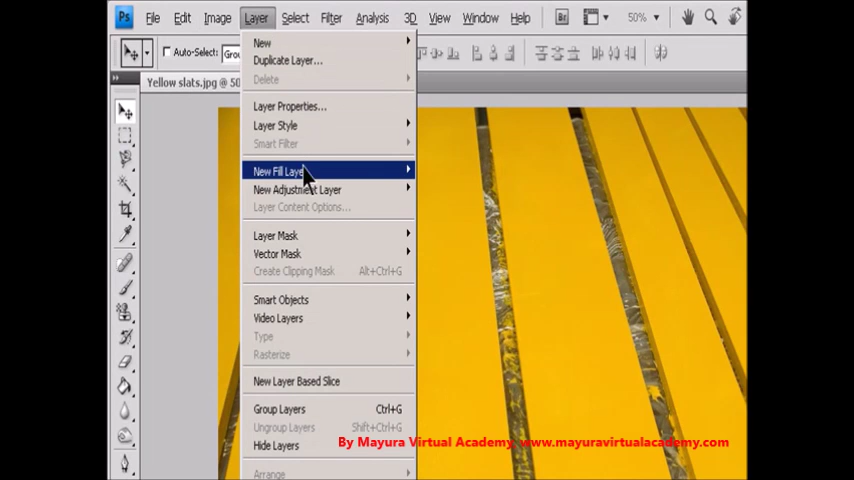 Ps File Edit Image Layer Select Filter Analysis 3D View Window Help Br 50%
Auto-Select:
Yellow slats.jpg @
New
Duplicate Layer...
Delete
Layer Properties...
Layer Style
Smart Filter
New Fill Layer
New Adjustment Layer
Layer Content Options...
Layer Mask
Vector Mask
Create Clipping Mask Alt+Ctrl+G
Smart Objects
Video Layers
Type
Rasterize
New Layer Based Slice
Group Layers Ctrl+G
Ungroup Layers Shift+Ctrl+G
Hide Layers
By Mayura Virtual Academy, www.mayuravirtualacademy.com
Arrange